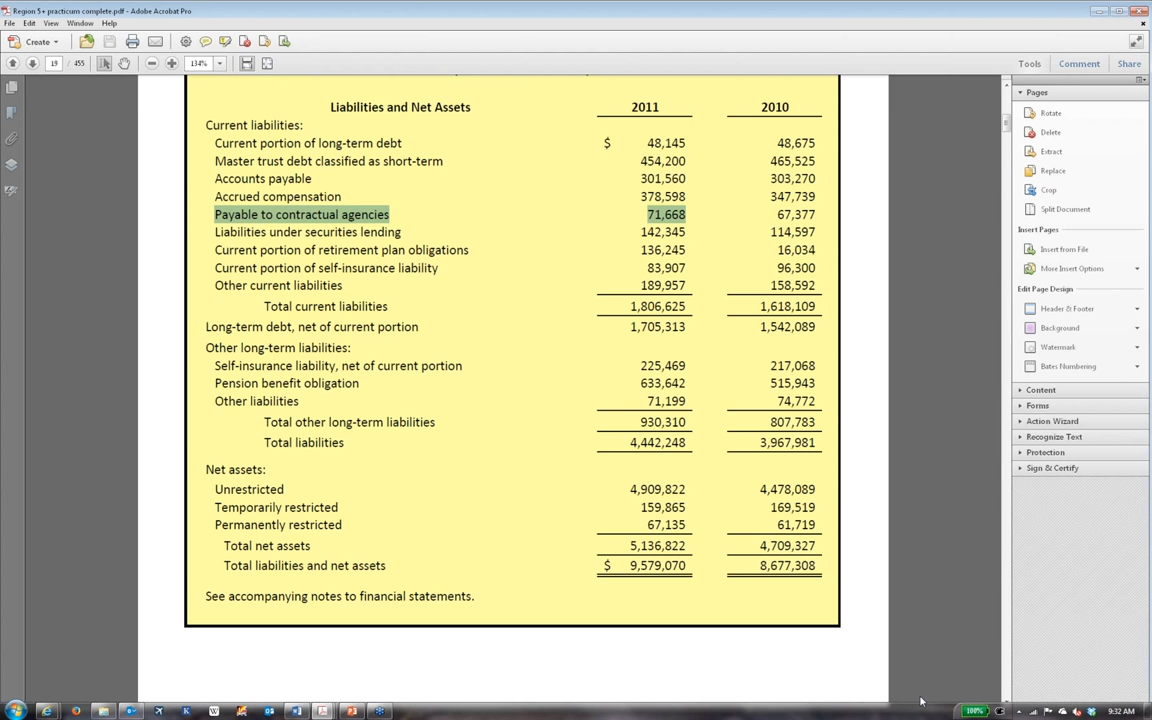 Region 5+ practicum complete.pdf - Adobe Acrobat Pro
File Edit View Window Help
Create
19 / 455 134% Tools Comment Share
Liabilities and Net Assets 2011 2010
Current liabilities:
Current portion of long-term debt $ 48,145 48,675
Master trust debt classified as short-term 454,200 465,525
Accounts payable 301,560 303,270
Accrued compensation 378,598 347,739
Payable to contractual agencies 71,668 67,377
Liabilities under securities lending 142,345 114,597
Current portion of retirement plan obligations 136,245 16,034
Current portion of self-insurance liability 83,907 96,300
Other current liabilities 189,957 158,592
Total current liabilities 1,806,625 1,618,109
Long-term debt, net of current portion 1,705,313 1,542,089
Other long-term liabilities:
Self-insurance liability, net of current portion 225,469 217,068
Pension benefit obligation 633,642 515,943
Other liabilities 71,199 74,772
Total other long-term liabilities 930,310 807,783
Total liabilities 4,442,248 3,967,981
Net assets:
Unrestricted 4,909,822 4,478,089
Temporarily restricted 159,865 169,519
Permanently restricted 67,135 61,719
Total net assets 5,136,822 4,709,327
Total liabilities and net assets $ 9,579,070 8,677,308
See accompanying notes to financial statements.
Pages
Rotate
Delete
Extract
Replace
Crop
Split Document
Insert Pages
Insert from File
More Insert Options
Edit Page Design
Header & Footer
Background
Watermark
Bates Numbering
Content
Forms
Action Wizard
Recognize Text
Protection
Sign & Certify
100% 9:32 AM